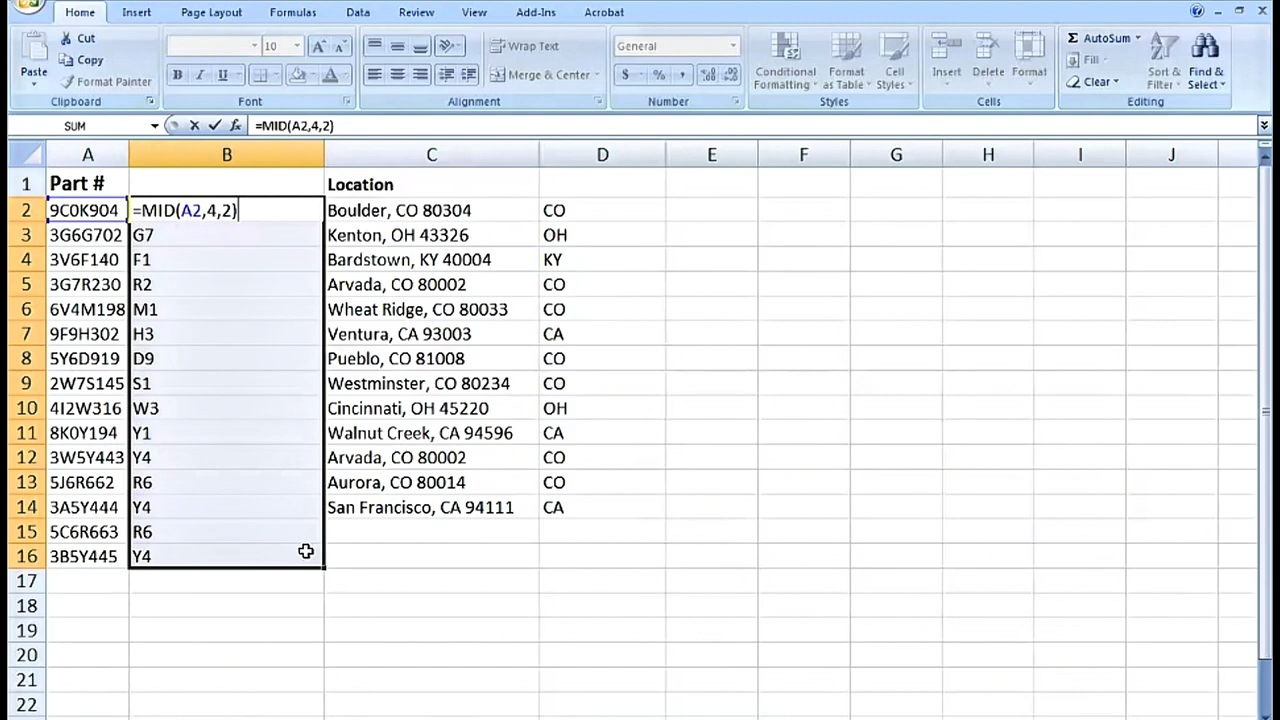 Home Insert Page Layout Formulas Data Review View Add-Ins Acrobat
Cut
Copy
Format Painter
Paste
Clipboard
10
A A
B I U A
Font
Wrap Text
Merge & Center
Alignment
General
$ % ,
Number
Conditional Formatting
Format as Table
Cell Styles
Styles
Insert Delete Format
Cells
Σ AutoSum
Fill
Clear
Sort & Filter
Find & Select
Editing
SUM fx =MID(A2,4,2)
A B C D E F G H I J
1 Part # Location
2 9C0K904 =MID(A2,4,2) Boulder, CO 80304 CO
3 3G6G702 G7 Kenton, OH 43326 OH
4 3V6F140 F1 Bardstown, KY 40004 KY
5 3G7R230 R2 Arvada, CO 80002 CO
6 6V4M198 M1 Wheat Ridge, CO 80033 CO
7 9F9H302 H3 Ventura, CA 93003 CA
8 5Y6D919 D9 Pueblo, CO 81008 CO
9 2W7S145 S1 Westminster, CO 80234 CO
10 4I2W316 W3 Cincinnati, OH 45220 OH
11 8K0Y194 Y1 Walnut Creek, CA 94596 CA
12 3W5Y443 Y4 Arvada, CO 80002 CO
13 5J6R662 R6 Aurora, CO 80014 CO
14 3A5Y444 Y4 San Francisco, CA 94111 CA
15 5C6R663 R6
16 3B5Y445 Y4
17
18
19
20
21
22